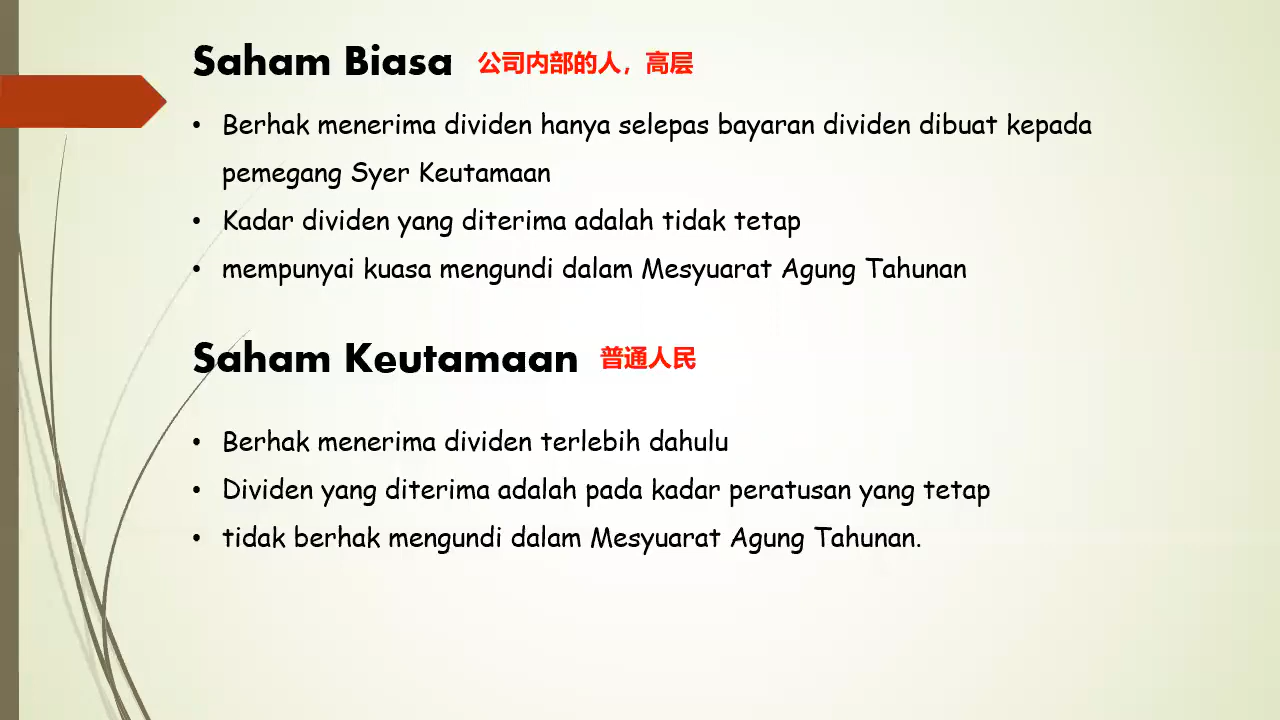 Saham Biasa 公司内部的人，高层
• Berhak menerima dividen hanya selepas bayaran dividen dibuat kepada
pemegang Syer Keutamaan
• Kadar dividen yang diterima adalah tidak tetap
• mempunyai kuasa mengundi dalam Mesyuarat Agung Tahunan
Saham Keutamaan 普通人民
• Berhak menerima dividen terlebih dahulu
• Dividen yang diterima adalah pada kadar peratusan yang tetap
• tidak berhak mengundi dalam Mesyuarat Agung Tahunan.